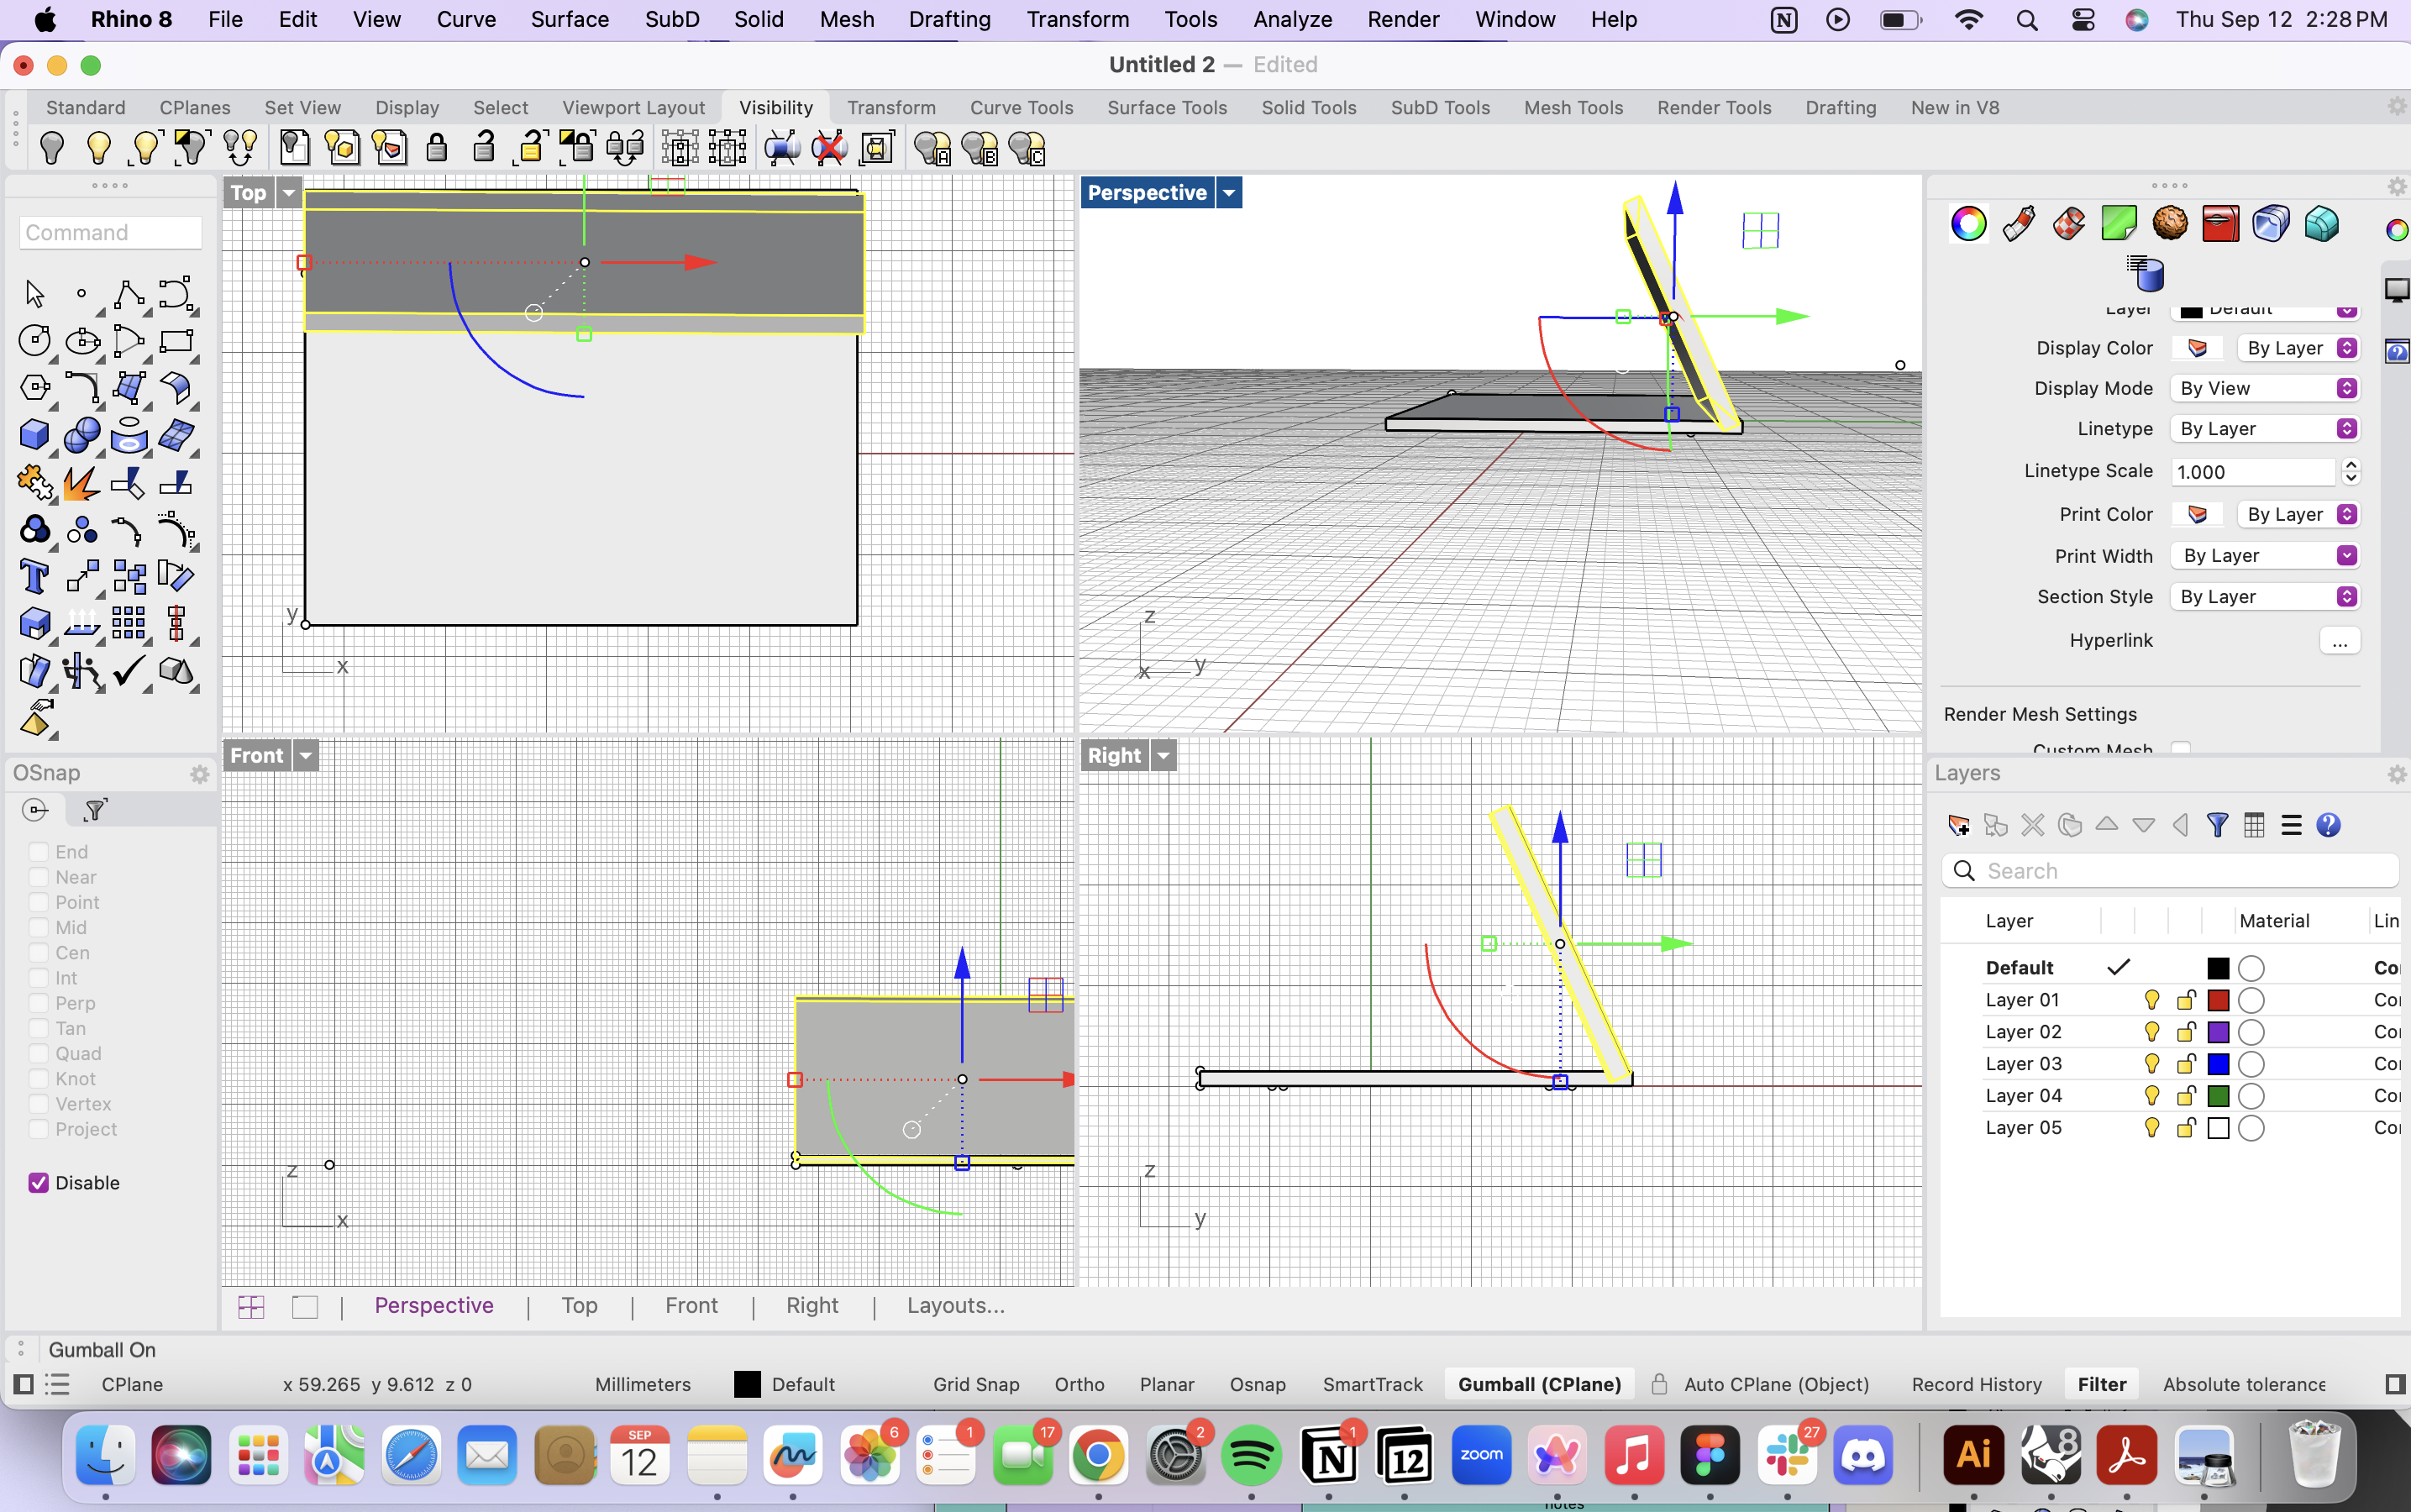 Rhino 8 File Edit View Curve Surface SubD Solid Mesh Drafting Transform Tools Analyze Render Window Help Thu Sep 12 2:28 PM
Untitled 2 — Edited
Standard CPlanes Set View Display Select Viewport Layout Visibility Transform Curve Tools Surface Tools Solid Tools SubD Tools Mesh Tools Render Tools Drafting New in V8
A B C
Command
Top
y
x
Perspective
z
x y
Front
z
x
Right
z
y
Layer Default
Display Color By Layer
Display Mode By View
Linetype By Layer
Linetype Scale 1.000
Print Color By Layer
Print Width By Layer
Section Style By Layer
Hyperlink ...
Render Mesh Settings
Custom Mesh
OSnap
End
Near
Point
Mid
Cen
Int
Perp
Tan
Quad
Knot
Vertex
Project
Disable
Layers
Search
Layer Material Lin
Default Co
Layer 01 Co
Layer 02 Co
Layer 03 Co
Layer 04 Co
Layer 05 Co
Perspective | Top | Front | Right | Layouts...
Gumball On
CPlane x 59.265 y 9.612 z 0 Millimeters Default Grid Snap Ortho Planar Osnap SmartTrack Gumball (CPlane) Auto CPlane (Object) Record History Filter Absolute tolerance
SEP
12
6
1
17
2
1
12
zoom
27
Ai
8
notes